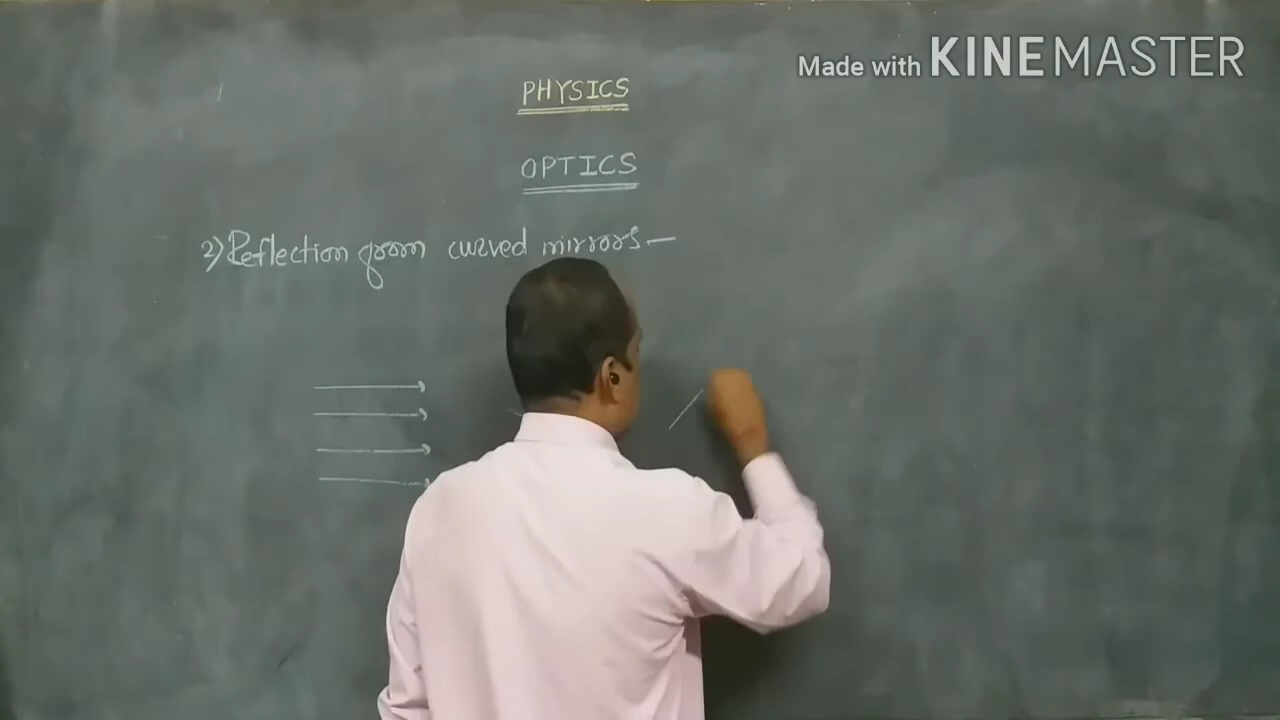 Made with KINEMASTER
PHYSICS
OPTICS
2) Reflection from curved mirrors-